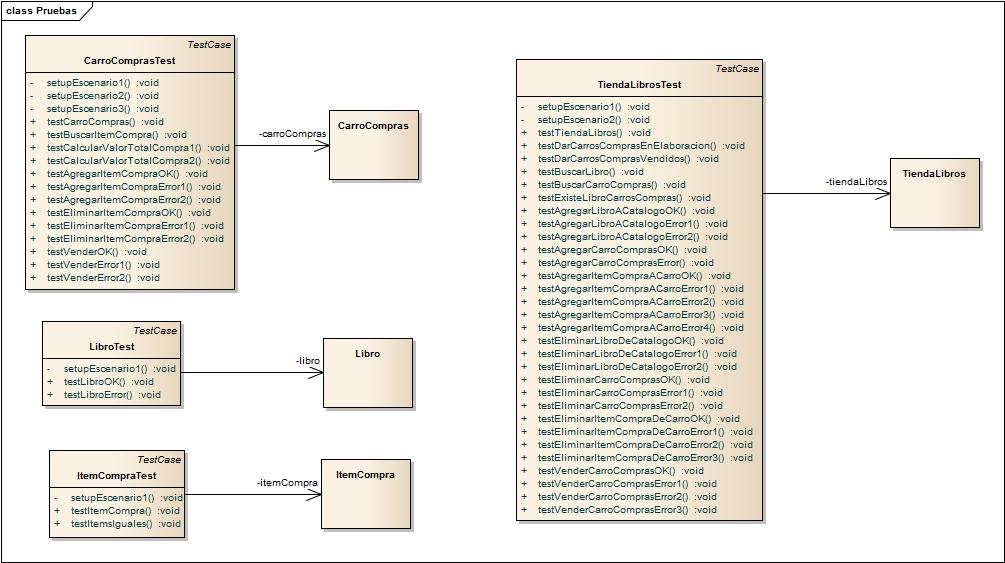 class Pruebas
TestCase
CarroComprasTest
- setupEscenario1() :void
- setupEscenario2() :void
- setupEscenario3() :void
+ testCarroCompras() :void
+ testBuscarItemCompra() :void
+ testCalcularValorTotalCompra1() :void
+ testCalcularValorTotalCompra2() :void
+ testAgregarItemCompraOK() :void
+ testAgregarItemCompraError1() :void
+ testAgregarItemCompraError2() :void
+ testEliminarItemCompraOK() :void
+ testEliminarItemCompraError1() :void
+ testEliminarItemCompraError2() :void
+ testVenderOK() :void
+ testVenderError1() :void
+ testVenderError2() :void
-carroCompras
CarroCompras
TestCase
LibroTest
- setupEscenario1() :void
+ testLibroOK() :void
+ testLibroError() :void
-libro
Libro
TestCase
ItemCompraTest
- setupEscenario1() :void
+ testItemCompra() :void
+ testItemsIguales() :void
-itemCompra
ItemCompra
TestCase
TiendaLibrosTest
- setupEscenario1() :void
- setupEscenario2() :void
+ testTiendaLibros() :void
+ testDarCarrosComprasEnElaboracion() :void
+ testDarCarrosComprasVendidos() :void
+ testBuscarLibro() :void
+ testBuscarCarroCompras() :void
+ testExisteLibroCarrosCompras() :void
+ testAgregarLibroACatalogoOK() :void
+ testAgregarLibroACatalogoError1() :void
+ testAgregarLibroACatalogoError2() :void
+ testAgregarCarroComprasOK() :void
+ testAgregarCarroComprasError() :void
+ testAgregarItemCompraACarroOK() :void
+ testAgregarItemCompraACarroError1() :void
+ testAgregarItemCompraACarroError2() :void
+ testAgregarItemCompraACarroError3() :void
+ testAgregarItemCompraACarroError4() :void
+ testEliminarLibroDeCatalogoOK() :void
+ testEliminarLibroDeCatalogoError1() :void
+ testEliminarLibroDeCatalogoError2() :void
+ testEliminarCarroComprasOK() :void
+ testEliminarCarroComprasError1() :void
+ testEliminarCarroComprasError2() :void
+ testEliminarItemCompraDeCarroOK() :void
+ testEliminarItemCompraDeCarroError1() :void
+ testEliminarItemCompraDeCarroError2() :void
+ testEliminarItemCompraDeCarroError3() :void
+ testVenderCarroComprasOK() :void
+ testVenderCarroComprasError1() :void
+ testVenderCarroComprasError2() :void
+ testVenderCarroComprasError3() :void
-tiendaLibros
TiendaLibros